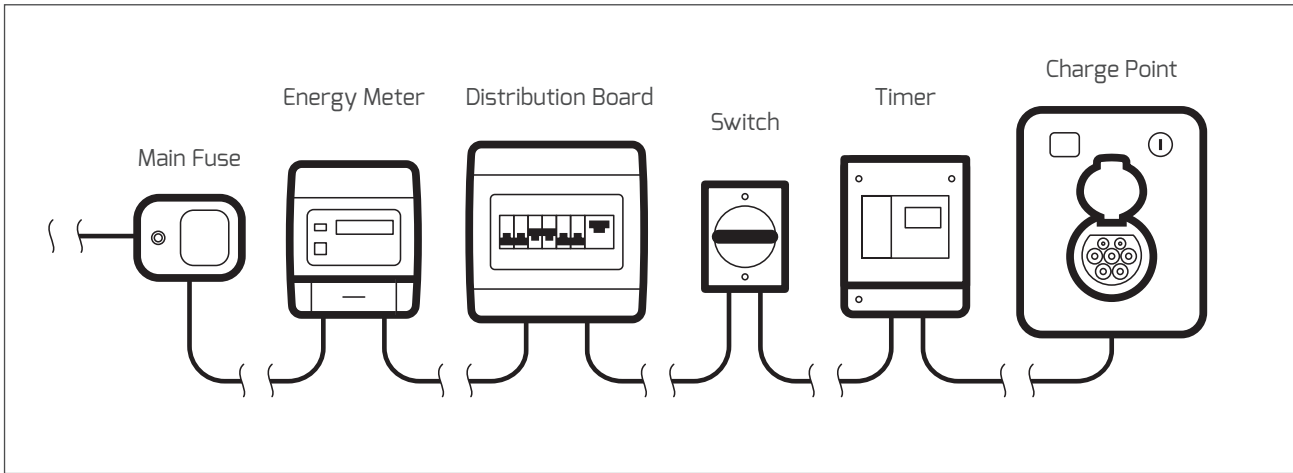 Main Fuse
Energy Meter
Distribution Board
Switch
Timer
Charge Point